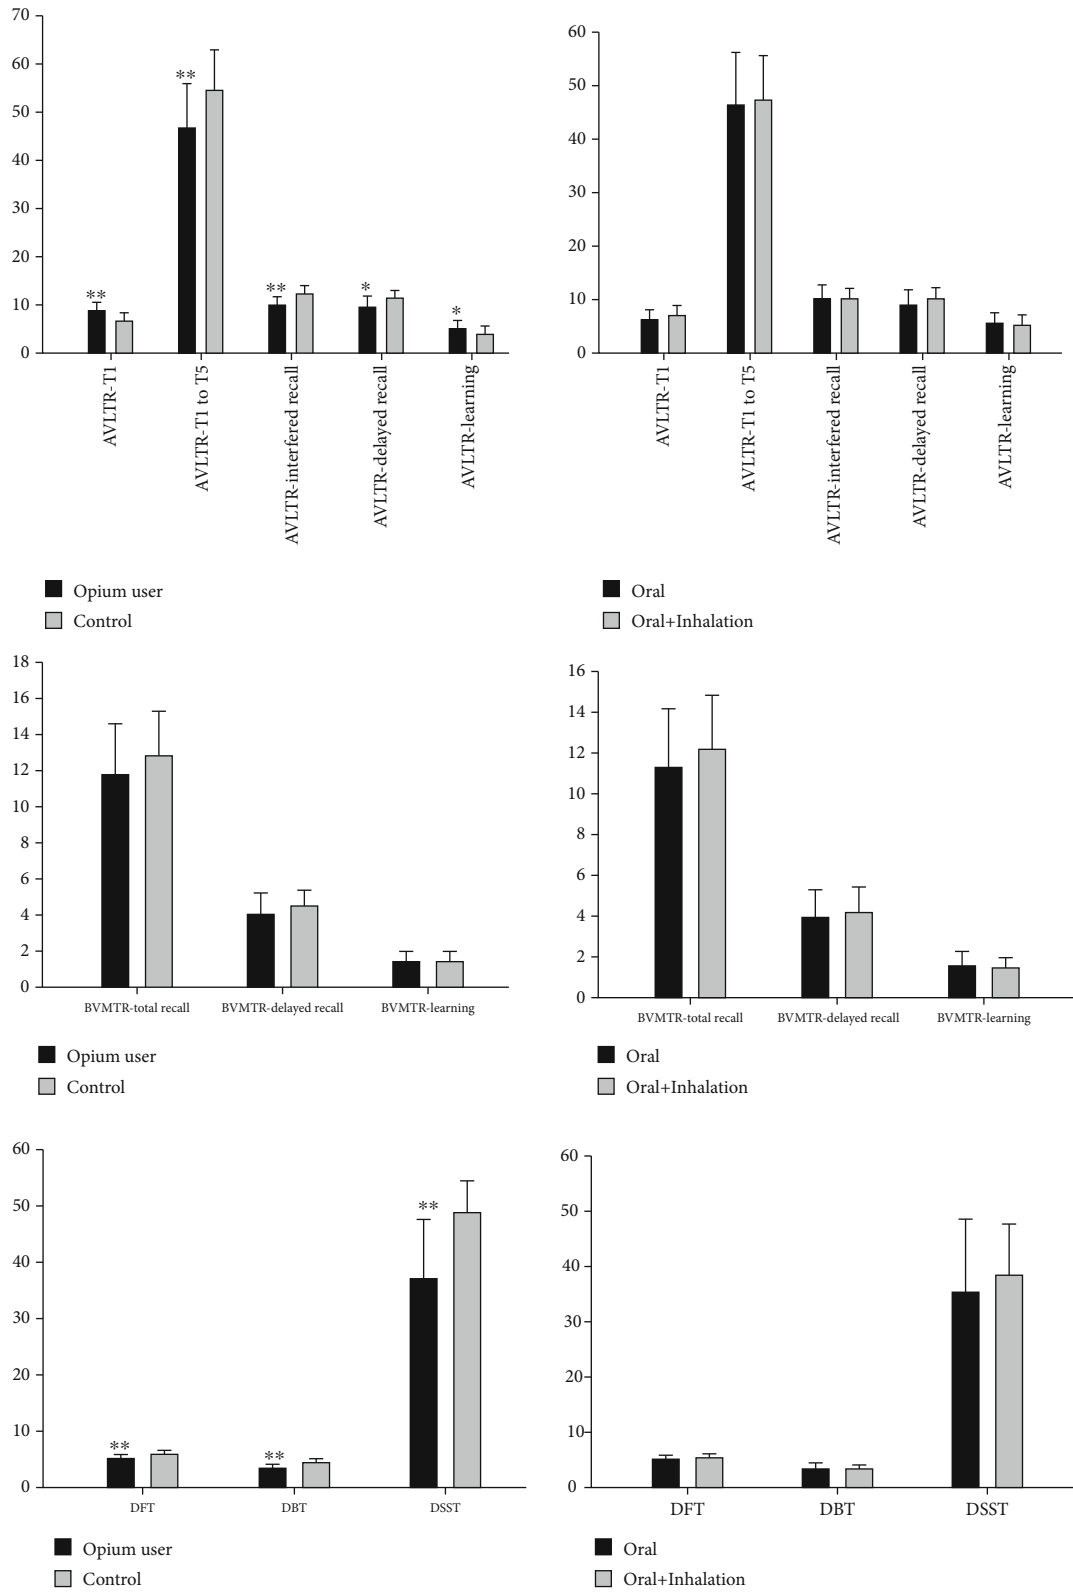 70
60
50
40
30
20
10
0
**
**
**
*
*
AVLTR-T1
AVLTR-T1 to T5
AVLTR-interfered recall
AVLTR-delayed recall
AVLTR-learning
Opium user
Control
60
50
40
30
20
10
0
AVLTR-T1
AVLTR-T1 to T5
AVLTR-interfered recall
AVLTR-delayed recall
AVLTR-learning
Oral
Oral+Inhalation
18
16
14
12
10
8
6
4
2
0
BVMTR-total recall
BVMTR-delayed recall
BVMTR-learning
Opium user
Control
16
14
12
10
8
6
4
2
0
BVMTR-total recall
BVMTR-delayed recall
BVMTR-learning
Oral
Oral+Inhalation
60
50
40
30
20
10
0
**
**
**
DFT
DBT
DSST
Opium user
Control
60
50
40
30
20
10
0
DFT
DBT
DSST
Oral
Oral+Inhalation